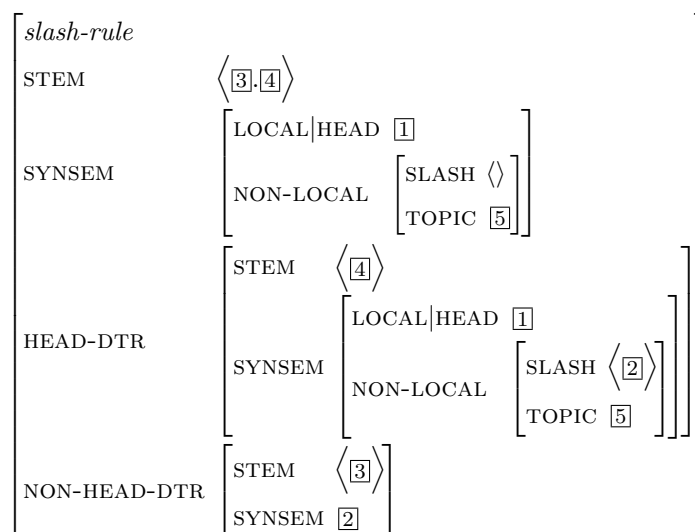 slash-rule
STEM ⟨[3].[4]⟩
LOCAL|HEAD [1]
SYNSEM
SLASH ⟨⟩
NON-LOCAL
TOPIC [5]
STEM ⟨[4]⟩
LOCAL|HEAD [1]
HEAD-DTR
SYNSEM
SLASH ⟨[2]⟩
NON-LOCAL
TOPIC [5]
STEM ⟨[3]⟩
NON-HEAD-DTR
SYNSEM [2]